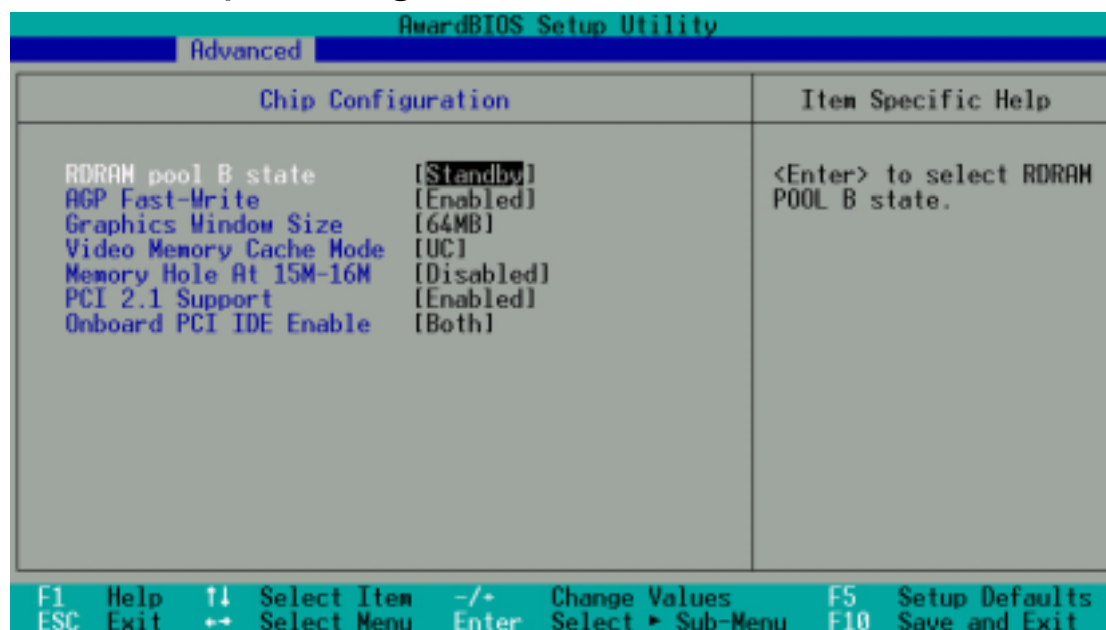 AwardBIOS Setup Utility
Advanced
Chip Configuration
Item Specific Help
RDRAM pool B state [Standby]
AGP Fast-Write [Enabled]
Graphics Window Size [64MB]
Video Memory Cache Mode [UC]
Memory Hole At 15M-16M [Disabled]
PCI 2.1 Support [Enabled]
Onboard PCI IDE Enable [Both]
<Enter> to select RDRAM
POOL B state.
F1 Help ↑↓ Select Item -/+ Change Values F5 Setup Defaults
ESC Exit ←→ Select Menu Enter Select ► Sub-Menu F10 Save and Exit